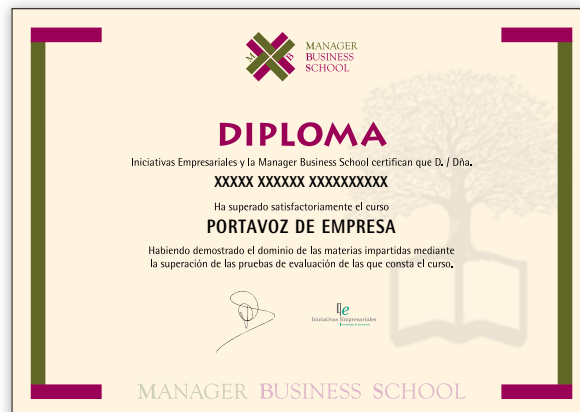 M B
MANAGER
BUSINESS
SCHOOL
DIPLOMA
Iniciativas Empresariales y la Manager Business School certifican que D. / Dña.
XXXXX XXXXXX XXXXXXXXXX
Ha superado satisfactoriamente el curso
PORTAVOZ DE EMPRESA
Habiendo demostrado el dominio de las materias impartidas mediante
la superación de las pruebas de evaluación de las que consta el curso.
Ie
Iniciativas Empresariales
MANAGER BUSINESS SCHOOL